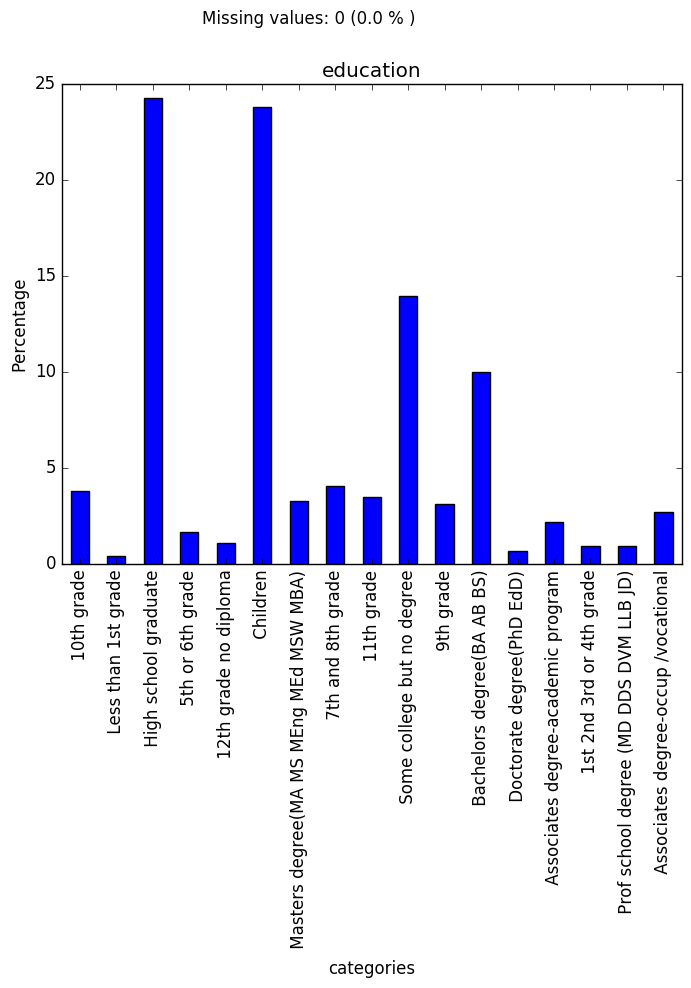 Missing values: 0 (0.0 % )
education
25
20
15
10
5
0
Percentage
10th grade
Less than 1st grade
High school graduate
5th or 6th grade
12th grade no diploma
Children
Masters degree(MA MS MEng MEd MSW MBA)
7th and 8th grade
11th grade
Some college but no degree
9th grade
Bachelors degree(BA AB BS)
Doctorate degree(PhD EdD)
Associates degree-academic program
1st 2nd 3rd or 4th grade
Prof school degree (MD DDS DVM LLB JD)
Associates degree-occup /vocational
categories